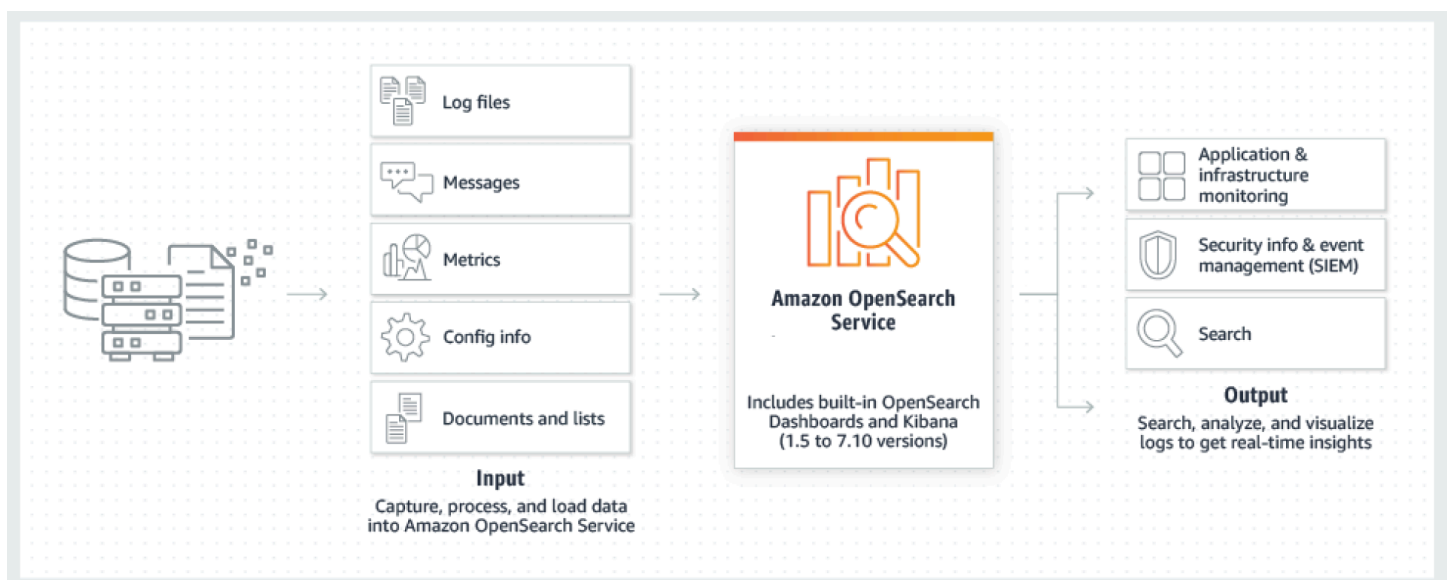 Log files
Messages
Metrics
Config info
Documents and lists
Input
Capture, process, and load data
into Amazon OpenSearch Service
Amazon OpenSearch
Service
Includes built-in OpenSearch
Dashboards and Kibana
(1.5 to 7.10 versions)
Application &
infrastructure
monitoring
Security info & event
management (SIEM)
Search
Output
Search, analyze, and visualize
logs to get real-time insights